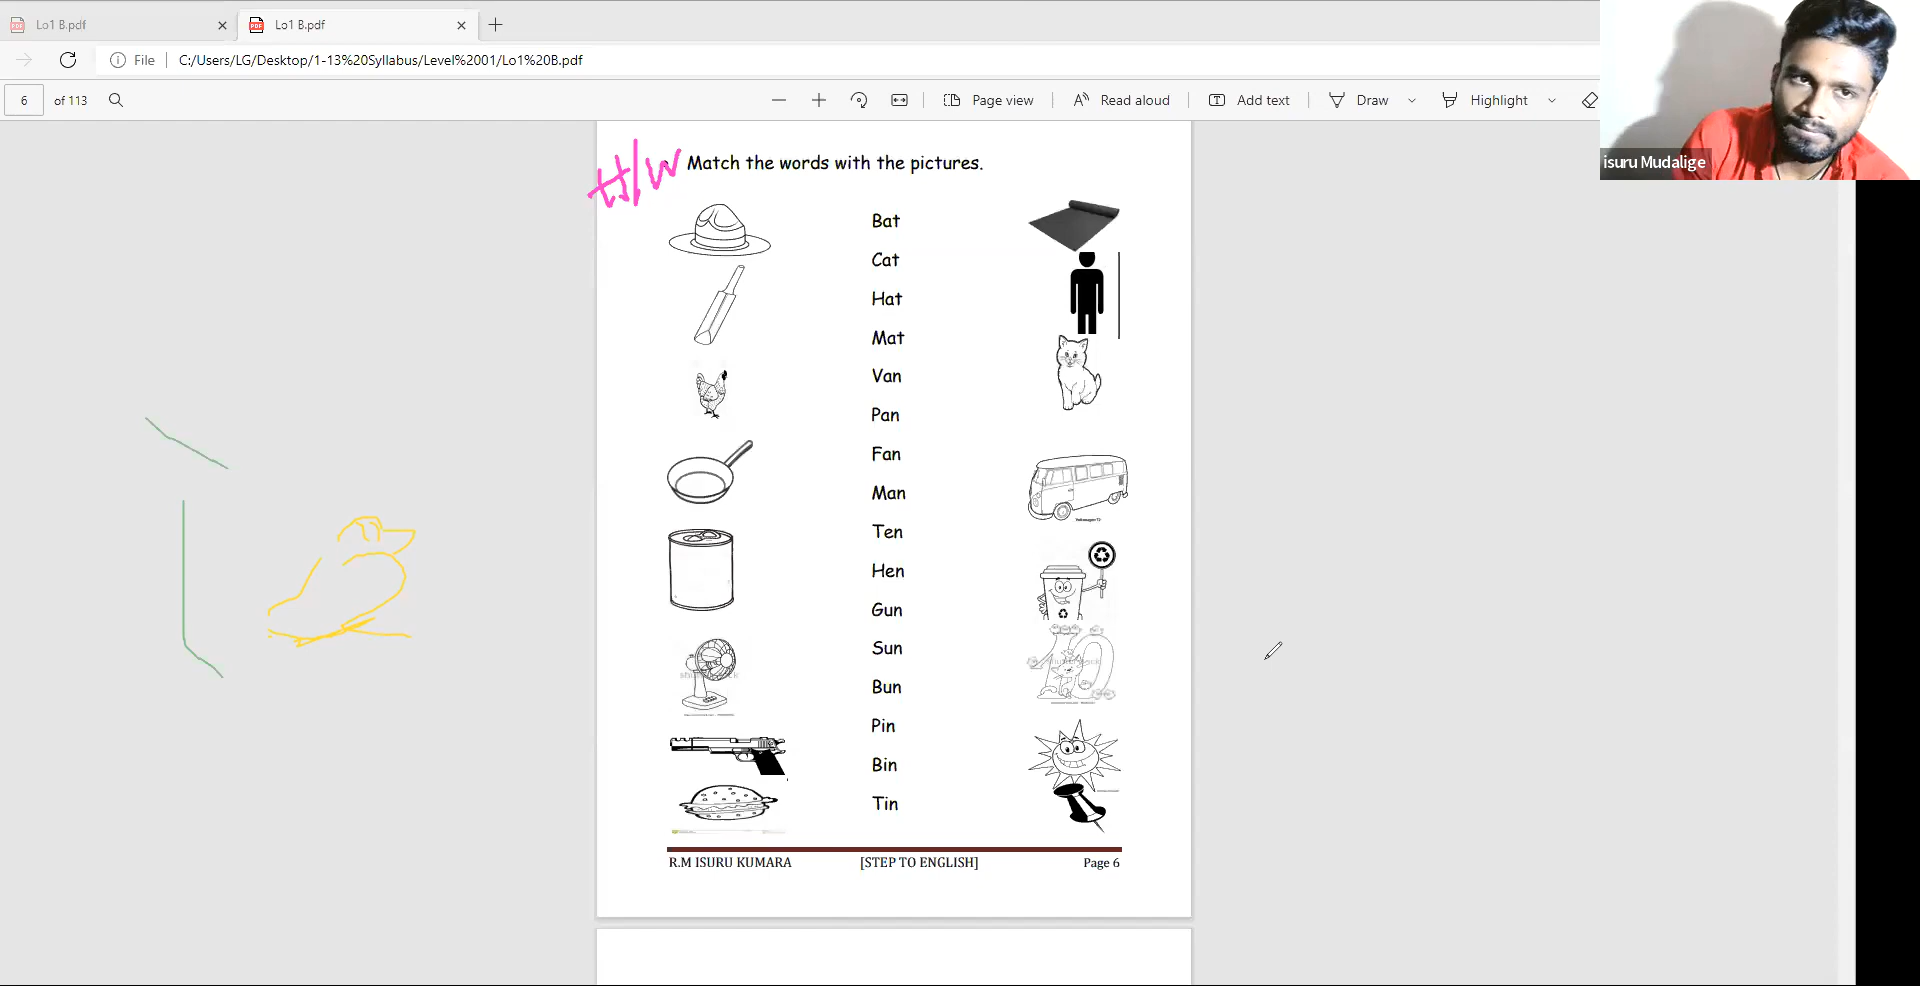 Lo1 B.pdf
Lo1 B.pdf
File
C:/Users/LG/Desktop/1-13%20Syllabus/Level%2001/Lo1%20B.pdf
6
of 113
Page view
Read aloud
Add text
Draw
Highlight
isuru Mudalige
H/W
Match the words with the pictures.
Bat
Cat
Hat
Mat
Van
Pan
Fan
Man
Ten
Hen
Gun
Sun
Bun
Pin
Bin
Tin
Volkswagen T2
10
R.M ISURU KUMARA [STEP TO ENGLISH] Page 6